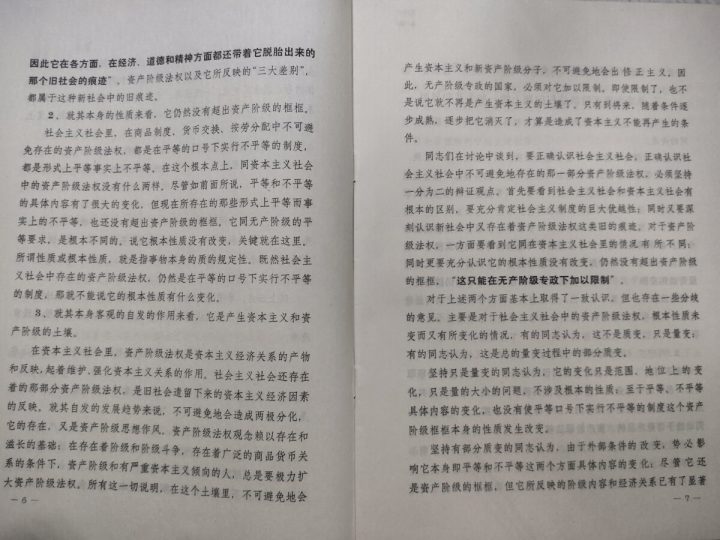 因此它在各方面，在经济、道德和精神方面都还带着它脱胎出来的
那个旧社会的痕迹”。资产阶级法权以及它所反映的“三大差别”，
都属于这种新社会中的旧痕迹。
2、就其本身的性质来看，它仍然没有超出资产阶级的框框。
社会主义社会里，在商品制度、货币交换、按劳分配中不可避
免存在的资产阶级法权，都是在平等的口号下实行不平等的制度，
都是形式上平等事实上不平等。在这个根本点上，同资本主义社会
中的资产阶级法权没有什么两样。尽管如前面所说，平等和不平等
的具体内容有了很大的变化，但现在所存在的那些形式上平等而事
实上的不平等，也还没有超出资产阶级的框框，它同无产阶级的平
等要求，是根本不同的。说它根本性质没有改变，关键就在这里。
所谓性质或根本性质，就是指事物本身的质的规定性。既然社会主
义社会中存在的资产阶级法权，仍然是在平等的口号下实行不平等
的制度，那就不能说它的根本性质有什么变化。
3、就其本身客观的自发的作用来看，它是产生资本主义和资
产阶级的土壤。
在资本主义社会里，资产阶级法权是资本主义经济关系的产物
和反映，起着维护、强化资本主义关系的作用。社会主义社会还存在
着的那部分资产阶级法权，是旧社会遗留下来的资本主义经济因素
的反映。就其自发的发展趋势来说，不可避免地会造成两极分化，
它的存在，又是资产阶级思想作风、资产阶级法权观念赖以存在和
滋长的基础；在存在着阶级和阶级斗争，存在着广泛的商品货币关
系的条件下，资产阶级和有严重资本主义倾向的人，总是要极力扩
大资产阶级法权。所有这一切说明，在这个土壤里，不可避免地会
— 6 —
产生资本主义和新资产阶级分子，不可避免地会出修正主义。因
此，无产阶级专政的国家，必须对它加以限制。即使限制了，也不
是说它就不再是产生资本主义的土壤了。只有到将来，随着条件逐
步成熟，逐步把它消灭了，才算是造成了资本主义不能再产生的条
件。
同志们在讨论中谈到，要正确认识社会主义社会，正确认识社
会主义社会中不可避免地存在的那一部分资产阶级法权，必须坚持
一分为二的辩证观点。首先要看到社会主义社会和资本主义社会有
根本的区别，要充分肯定社会主义制度的巨大优越性；同时又要深
刻认识新社会中又存在着资产阶级法权这类旧的痕迹。对于资产阶
级法权，一方面要看到它同在资本主义社会里的情况有所不同；
同时更要充分认识它的根本性质没有改变，仍然没有超出资产阶级
的框框，“这只能在无产阶级专政下加以限制”。
对于上述两个方面基本上取得了一致认识，但也存在一些分歧
的意见。主要是对于社会主义社会中的资产阶级法权，根本性质未
变而又有所变化的情况，有的同志认为，这不是质变，只是量变；
有的同志认为，这是总的量变过程中的部分质变。
坚持只是量变的同志认为，它的变化只是范围、地位上的变
化，只是量的大小的问题，不涉及根本的性质；至于平等、不平等
具体内容的变化，也没有使平等口号下实行不平等的制度这个资产
阶级框框本身的性质发生改变。
坚持有部分质变的同志认为，由于外部条件的改变，势必影
响它本身即平等和不平等这两个方面具体内容的变化；尽管它还
是资产阶级的框框，但它所反映的阶级内容和经济关系已有了显著
— 7 —